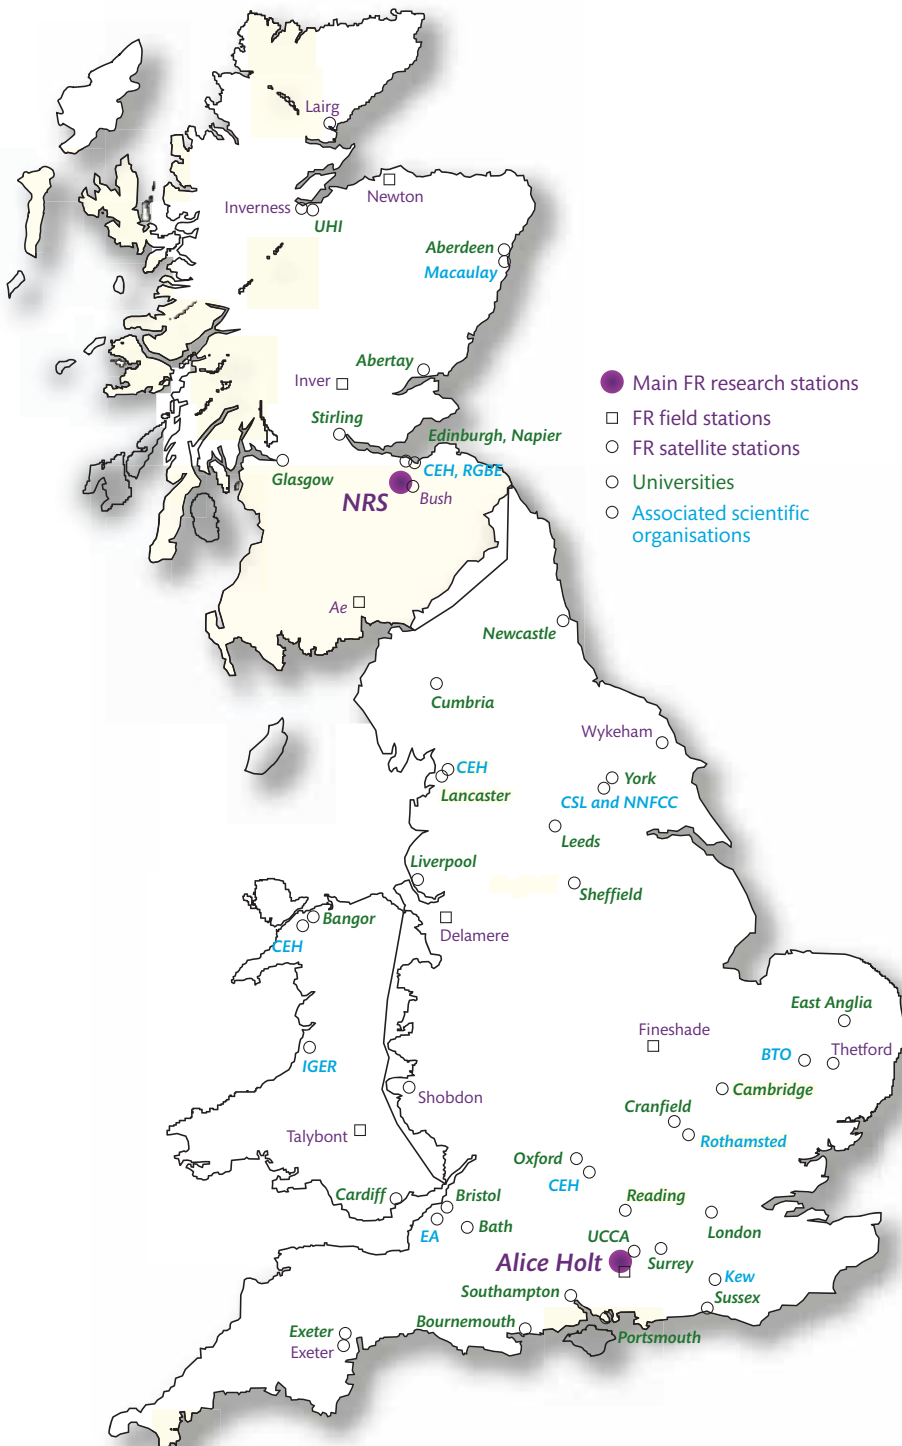 Lairg
Newton
Inverness
UHI
Aberdeen
Macaulay
Abertay
Inver
Stirling
Edinburgh, Napier
Glasgow
CEH, RGBE
NRS
Bush
Ae
Main FR research stations
FR field stations
FR satellite stations
Universities
Associated scientific
organisations
Newcastle
Cumbria
Wykeham
CEH
York
Lancaster
CSL and NNFCC
Leeds
Liverpool
Sheffield
Bangor
Delamere
CEH
East Anglia
Fineshade
BTO
Thetford
IGER
Cambridge
Shobdon
Cranfield
Talybont
Rothamsted
Oxford
CEH
Cardiff
Bristol
Reading
Bath
London
EA
UCCA
Alice Holt
Surrey
Kew
Southampton
Sussex
Bournemouth
Portsmouth
Exeter
Exeter